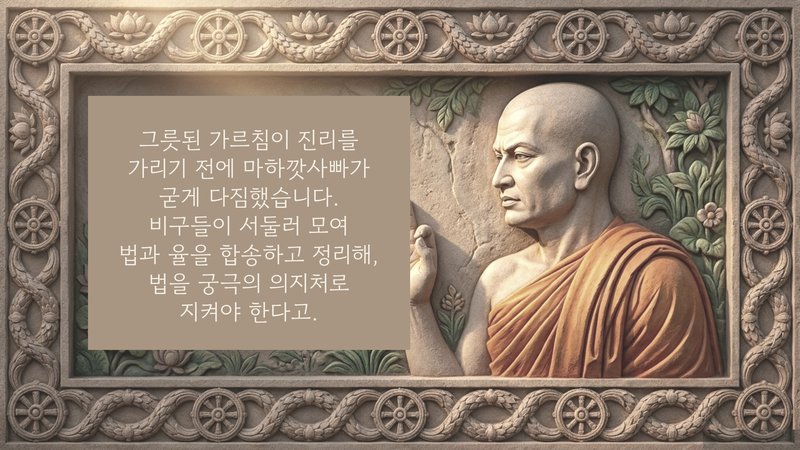 그릇된 가르침이 진리를
가리기 전에 마하깟사빠가
굳게 다짐했습니다.
비구들이 서둘러 모여
법과 율을 합송하고 정리해,
법을 궁극의 의지처로
지켜야 한다고.